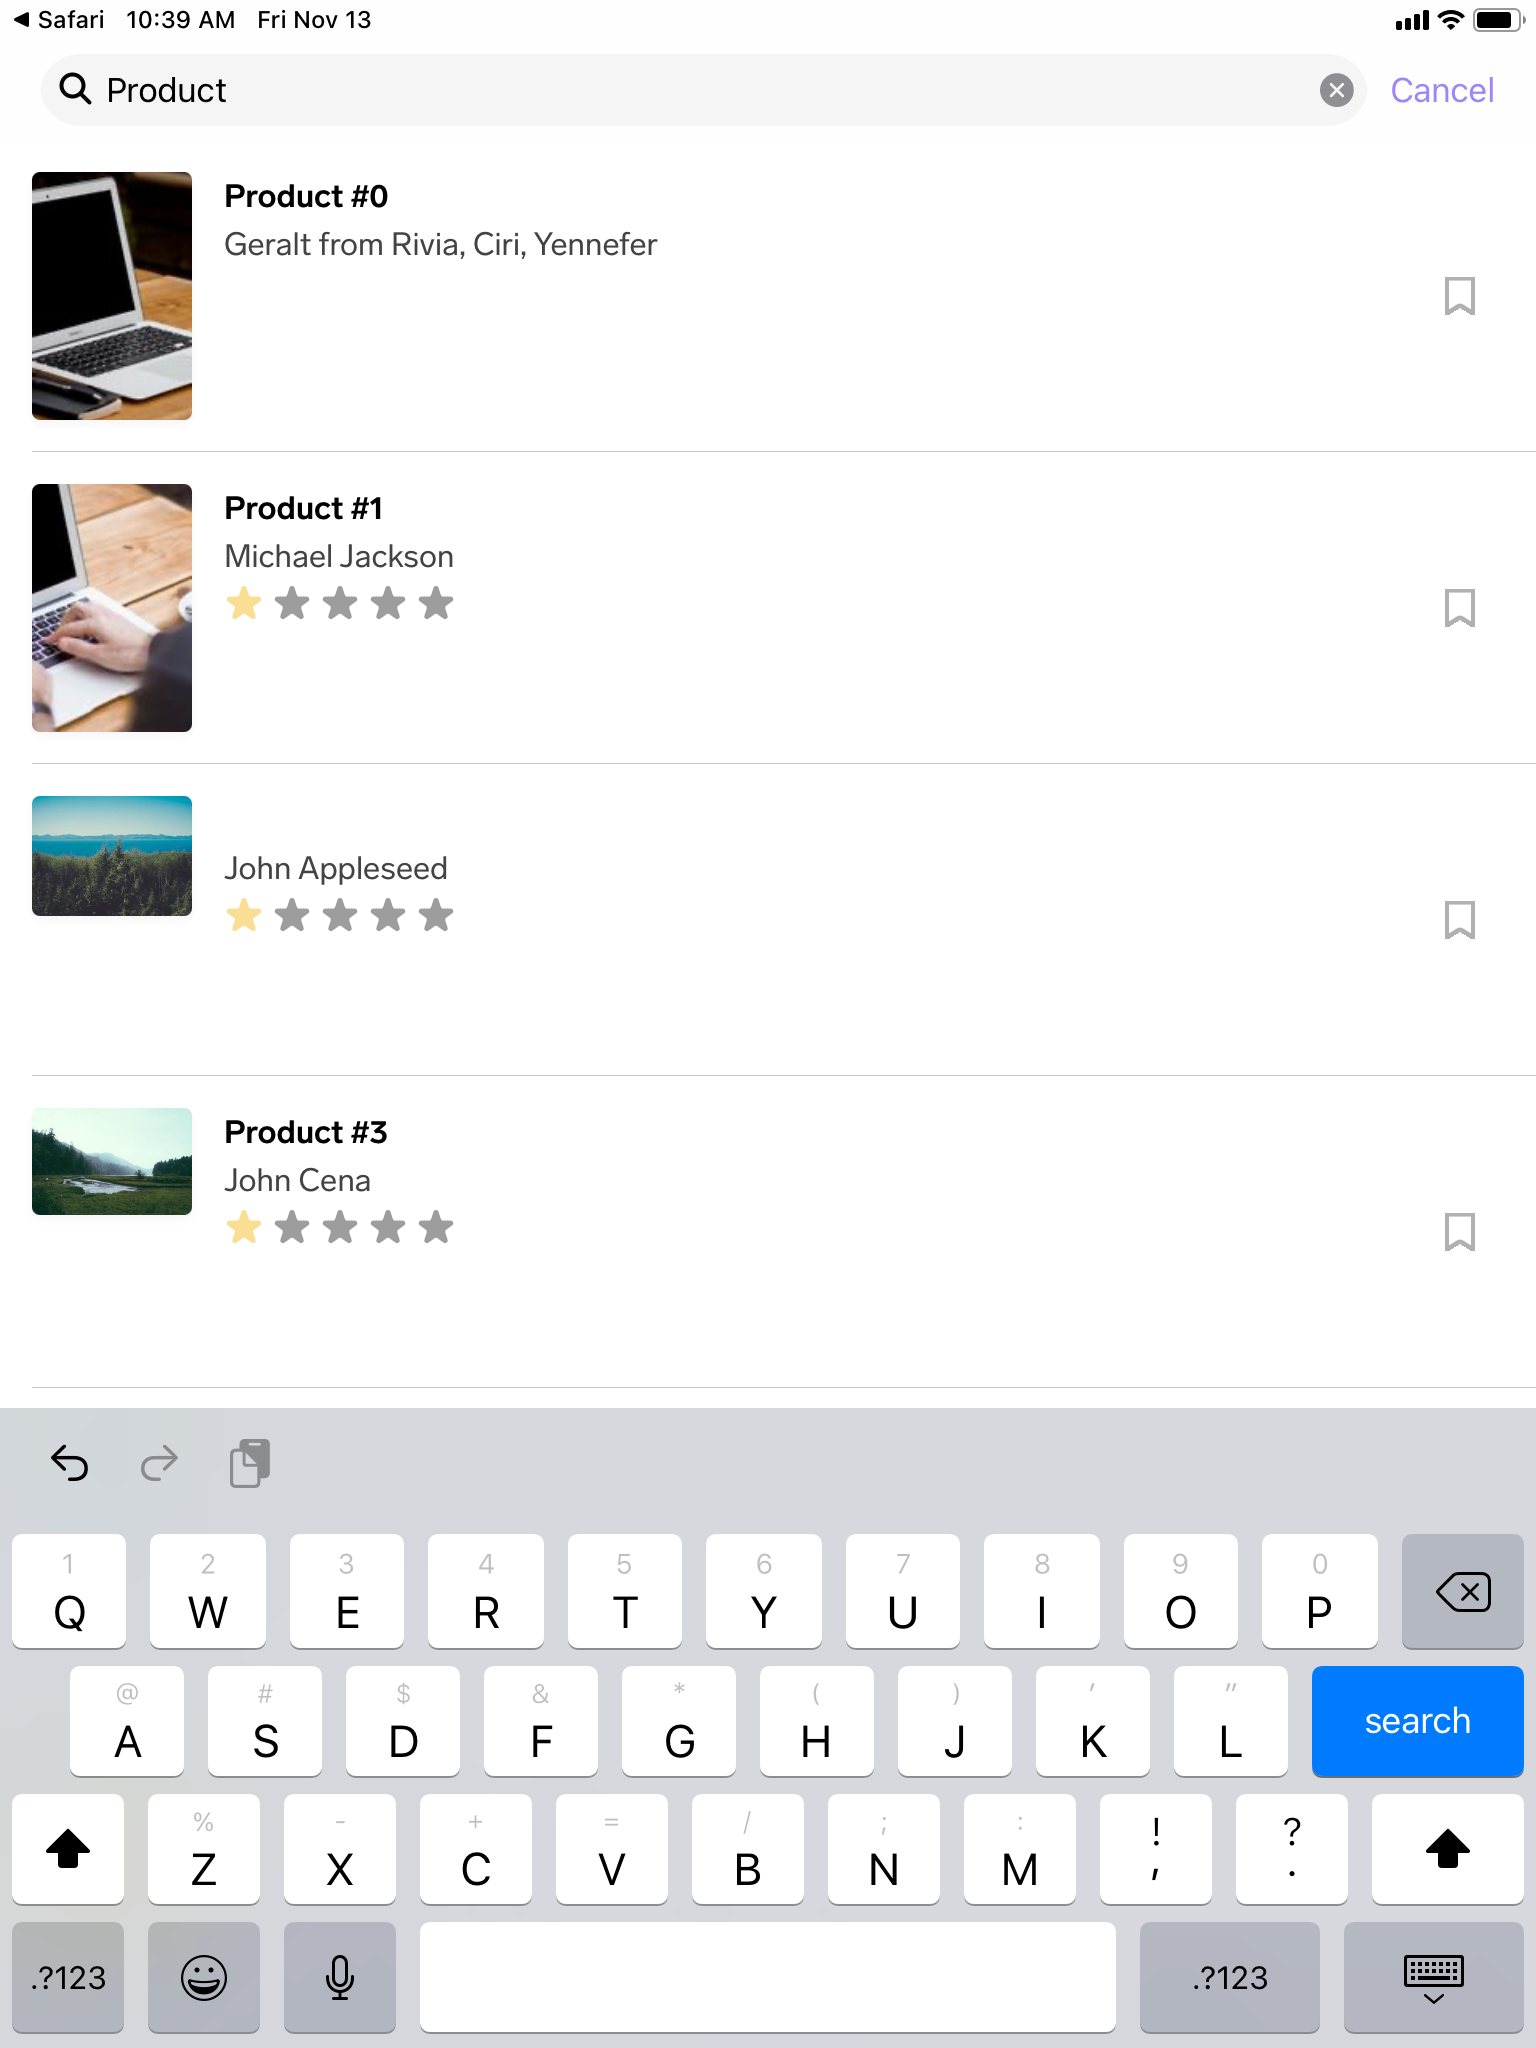 Safari 10:39 AM Fri Nov 13
Product Cancel
Product #0
Geralt from Rivia, Ciri, Yennefer
Product #1
Michael Jackson
John Appleseed
Product #3
John Cena
1 2 3 4 5 6 7 8 9 0
Q W E R T Y U I O P
@ # $ & * ( ) ' "
A S D F G H J K L search
% - + = / ; : ! ?
Z X C V B N M , .
.?123 .?123